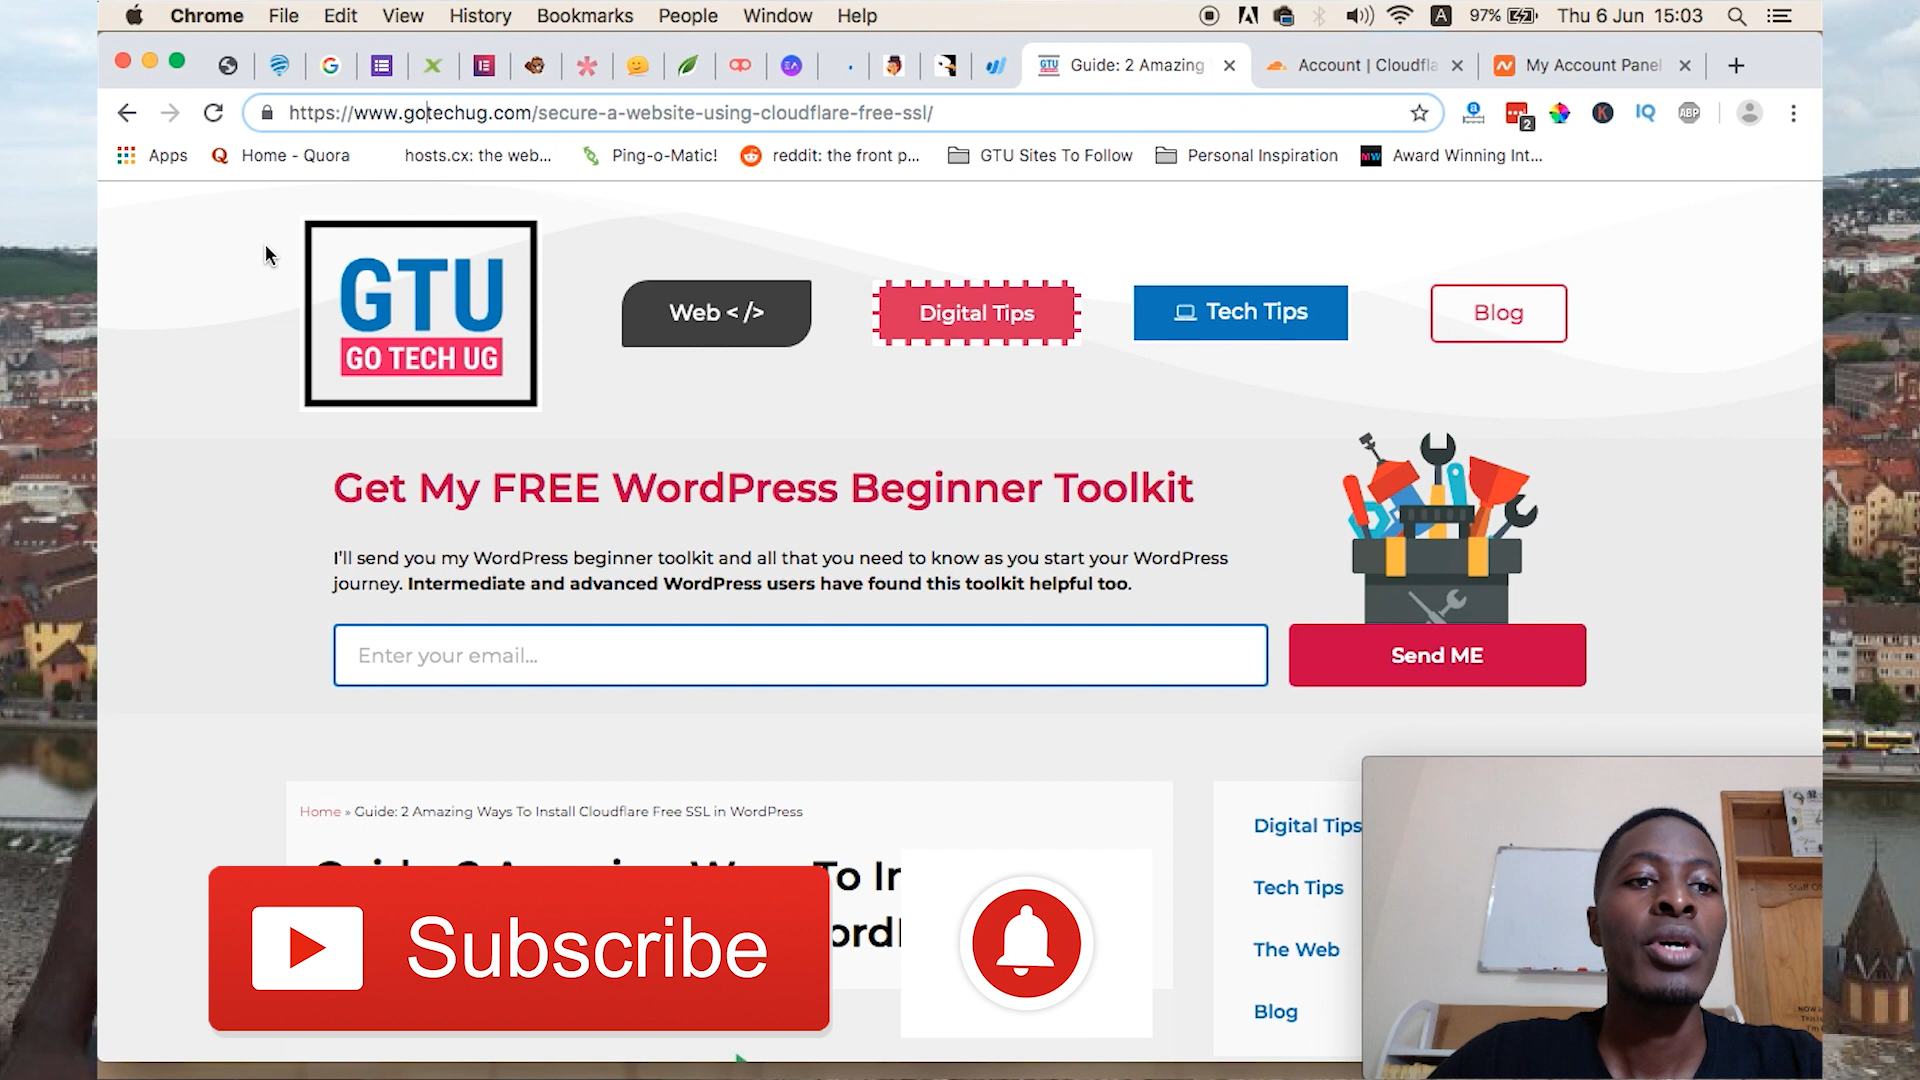 Chrome File Edit View History Bookmarks People Window Help
A 97% Thu 6 Jun 15:03
Guide: 2 Amazing
Account | Cloudfla
My Account Panel
https://www.gotechug.com/secure-a-website-using-cloudflare-free-ssl/
2 K IQ ABP
Apps Home - Quora hosts.cx: the web... Ping-o-Matic! reddit: the front p... GTU Sites To Follow Personal Inspiration MW Award Winning Int...
GTU
GO TECH UG
Web < />
Digital Tips
Tech Tips
Blog
Get My FREE WordPress Beginner Toolkit
I'll send you my WordPress beginner toolkit and all that you need to know as you start your WordPress
journey. Intermediate and advanced WordPress users have found this toolkit helpful too.
Enter your email...
Send ME
Home » Guide: 2 Amazing Ways To Install Cloudflare Free SSL in WordPress
Digital Tips
Tech Tips
The Web
Blog
Subscribe